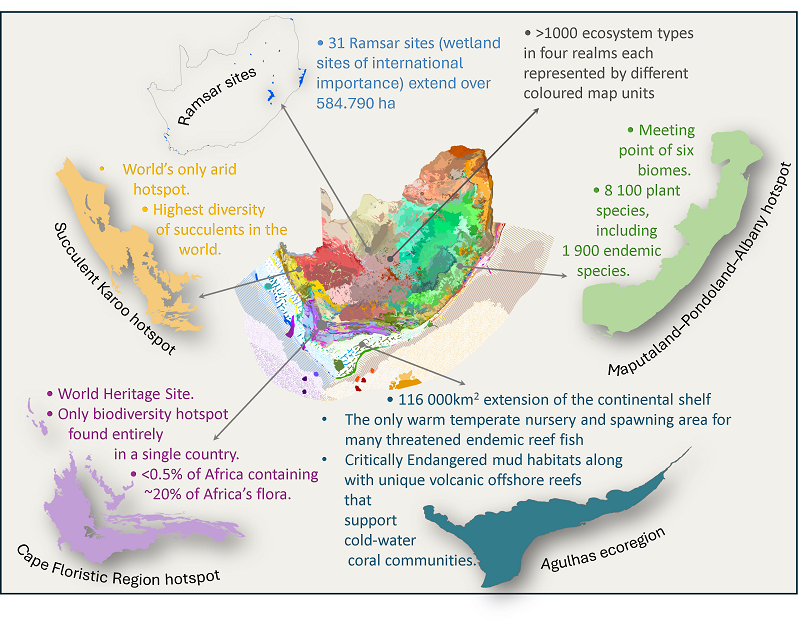 Ramsar sites
• 31 Ramsar sites (wetland
sites of international
importance) extend over
584.790 ha
• >1000 ecosystem types
in four realms each
represented by different
coloured map units
• World’s only arid
hotspot.
• Highest diversity
of succulents in the
world.
Succulent Karoo hotspot
• Meeting
point of six
biomes.
• 8 100 plant
species,
including
1 900 endemic
species.
Maputaland–Pondoland–Albany hotspot
• World Heritage Site.
• Only biodiversity hotspot
found entirely
in a single country.
• <0.5% of Africa containing
~20% of Africa’s flora.
Cape Floristic Region hotspot
• 116 000km² extension of the continental shelf
• The only warm temperate nursery and spawning area for
many threatened endemic reef fish
• Critically Endangered mud habitats along
with unique volcanic offshore reefs
that
support
cold-water
coral communities.
Agulhas ecoregion